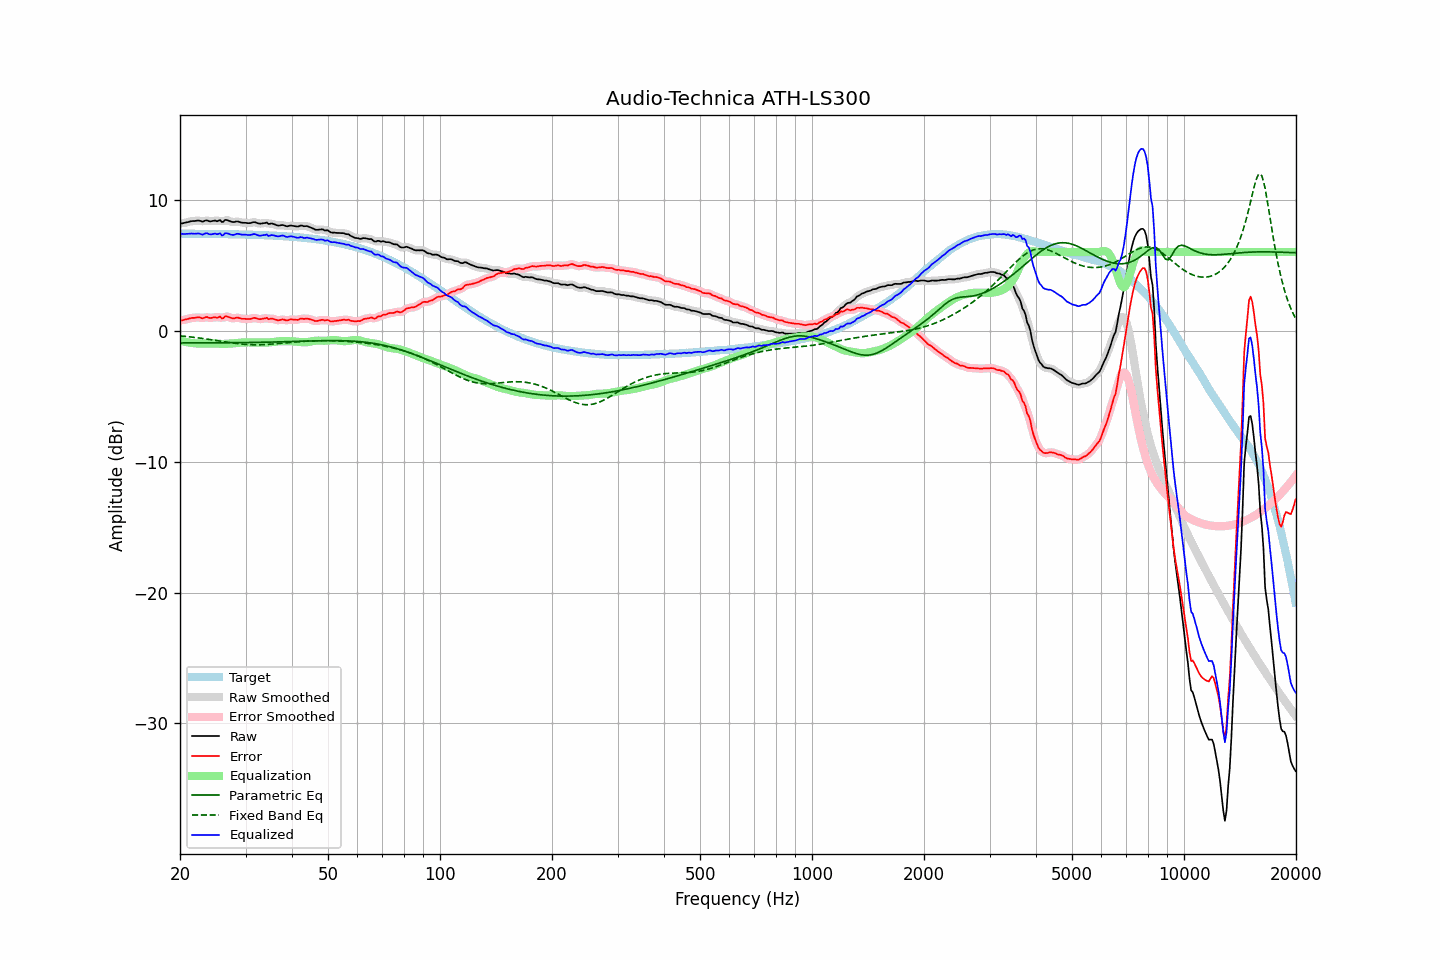 Audio-Technica ATH-LS300
Amplitude (dBr)
10
0
−10
−20
−30
Target
Raw Smoothed
Error Smoothed
Raw
Error
Equalization
Parametric Eq
Fixed Band Eq
Equalized
20 50 100 200 500 1000 2000 5000 10000 20000
Frequency (Hz)